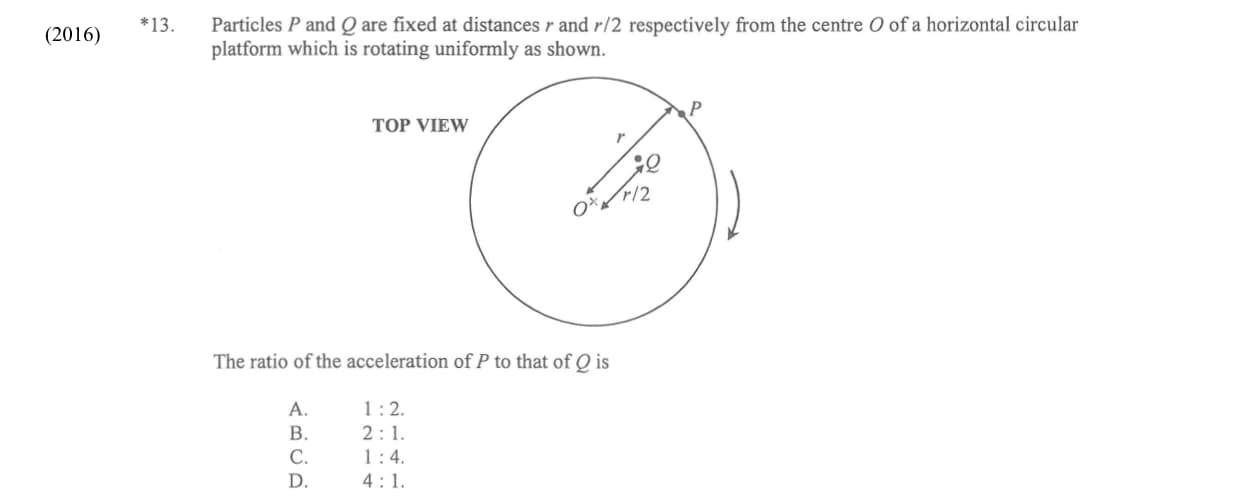 (2016)
*13. Particles P and Q are fixed at distances r and r/2 respectively from the centre O of a horizontal circular
platform which is rotating uniformly as shown.
TOP VIEW
P
r
Q
r/2
O
The ratio of the acceleration of P to that of Q is
A. 1 : 2.
B. 2 : 1.
C. 1 : 4.
D. 4 : 1.